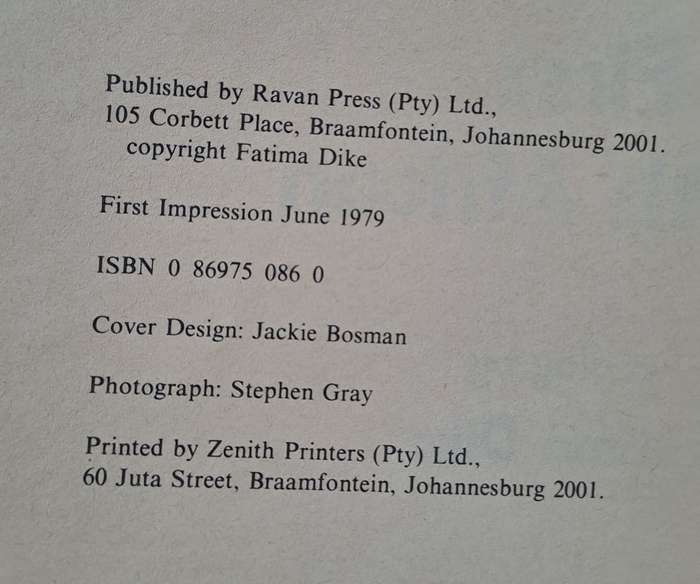 Published by Ravan Press (Pty) Ltd.,
105 Corbett Place, Braamfontein, Johannesburg 2001.
copyright Fatima Dike
First Impression June 1979
ISBN 0 86975 086 0
Cover Design: Jackie Bosman
Photograph: Stephen Gray
Printed by Zenith Printers (Pty) Ltd.,
60 Juta Street, Braamfontein, Johannesburg 2001.